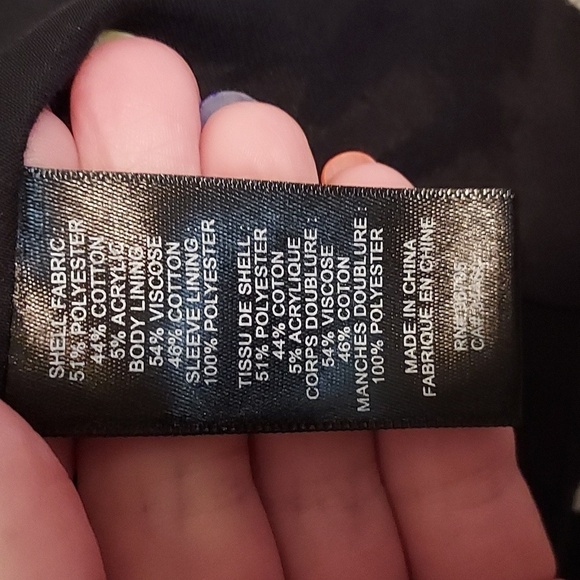 SHELL FABRIC:
51% POLYESTER
44% COTTON
5% ACRYLIC
BODY LINING:
54% VISCOSE
46% COTTON
SLEEVE LINING:
100% POLYESTER
TISSU DE SHELL :
51% POLYESTER
44% COTON
5% ACRYLIQUE
CORPS DOUBLURE :
54% VISCOSE
46% COTON
MANCHES DOUBLURE :
100% POLYESTER
MADE IN CHINA
FABRIQUE EN CHINE